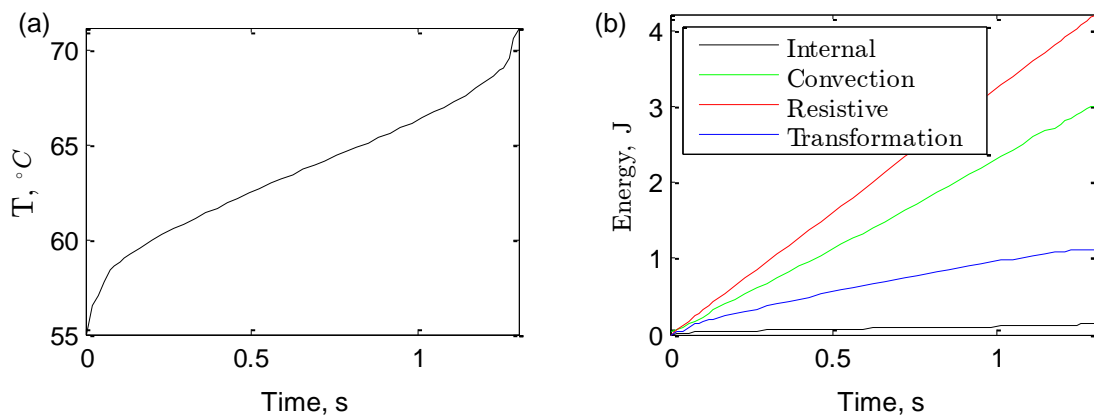 (a)
70
65
60
55
T, °C
0
0.5
1
Time, s
(b)
4
3
2
1
0
Energy, J
Internal
Convection
Resistive
Transformation
0
0.5
1
Time, s